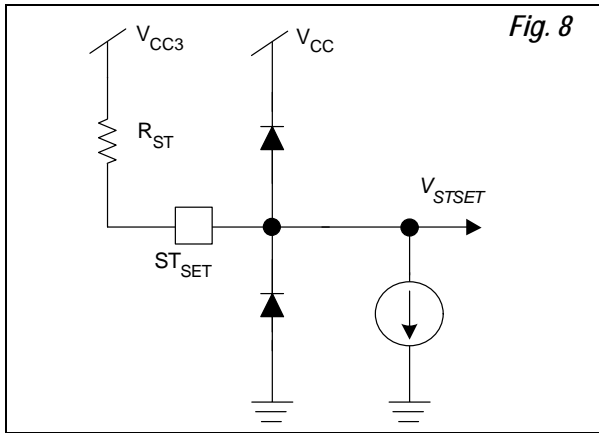 Fig. 8
VCC3
VCC
RST
VSTSET
STSET